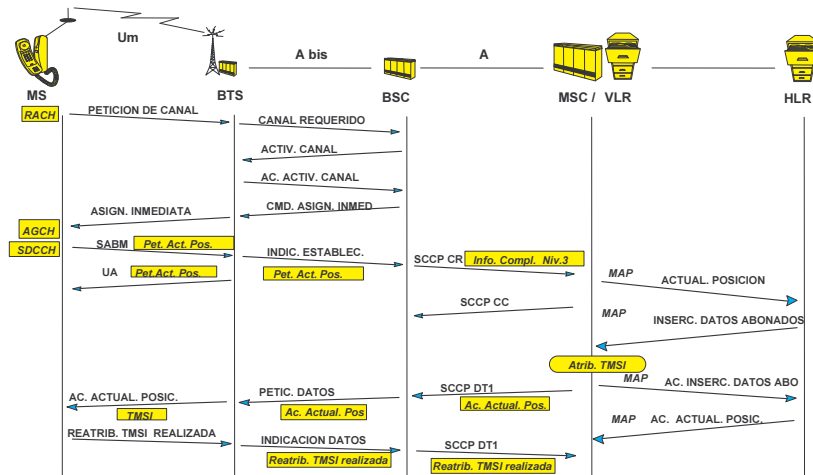 Um
A bis
A
MS
BTS
BSC
MSC / VLR
HLR
RACH
PETICION DE CANAL
CANAL REQUERIDO
ACTIV. CANAL
AC. ACTIV. CANAL
CMD. ASIGN. INMED
ASIGN. INMEDIATA
AGCH
SDCCH
SABM
Pet. Act. Pos.
INDIC. ESTABLEC.
SCCP CR
Info. Compl. Niv.3
UA
Pet.Act. Pos.
Pet. Act. Pos.
MAP
ACTUAL. POSICION
SCCP CC
MAP
INSERC. DATOS ABONADOS
Atrib. TMSI
MAP
AC. INSERC. DATOS ABO
SCCP DT1
PETIC. DATOS
AC. ACTUAL. POSIC.
Ac. Actual. Pos.
Ac. Actual. Pos
TMSI
MAP
AC. ACTUAL. POSIC.
REATRIB. TMSI REALIZADA
INDICACION DATOS
SCCP DT1
Reatrib. TMSI realizada
Reatrib. TMSI realizada